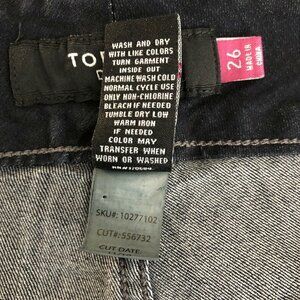 TO
D
WASH AND DRY
WITH LIKE COLORS
TURN GARMENT
INSIDE OUT
MACHINE WASH COLD
NORMAL CYCLE USE
ONLY NON-CHLORINE
BLEACH IF NEEDED
TUMBLE DRY LOW
WARM IRON
IF NEEDED
COLOR MAY
TRANSFER WHEN
WORN OR WASHED
SKU#: 10277102
CUT#: 556732
CUT DATE
26
MADE IN
CHINA